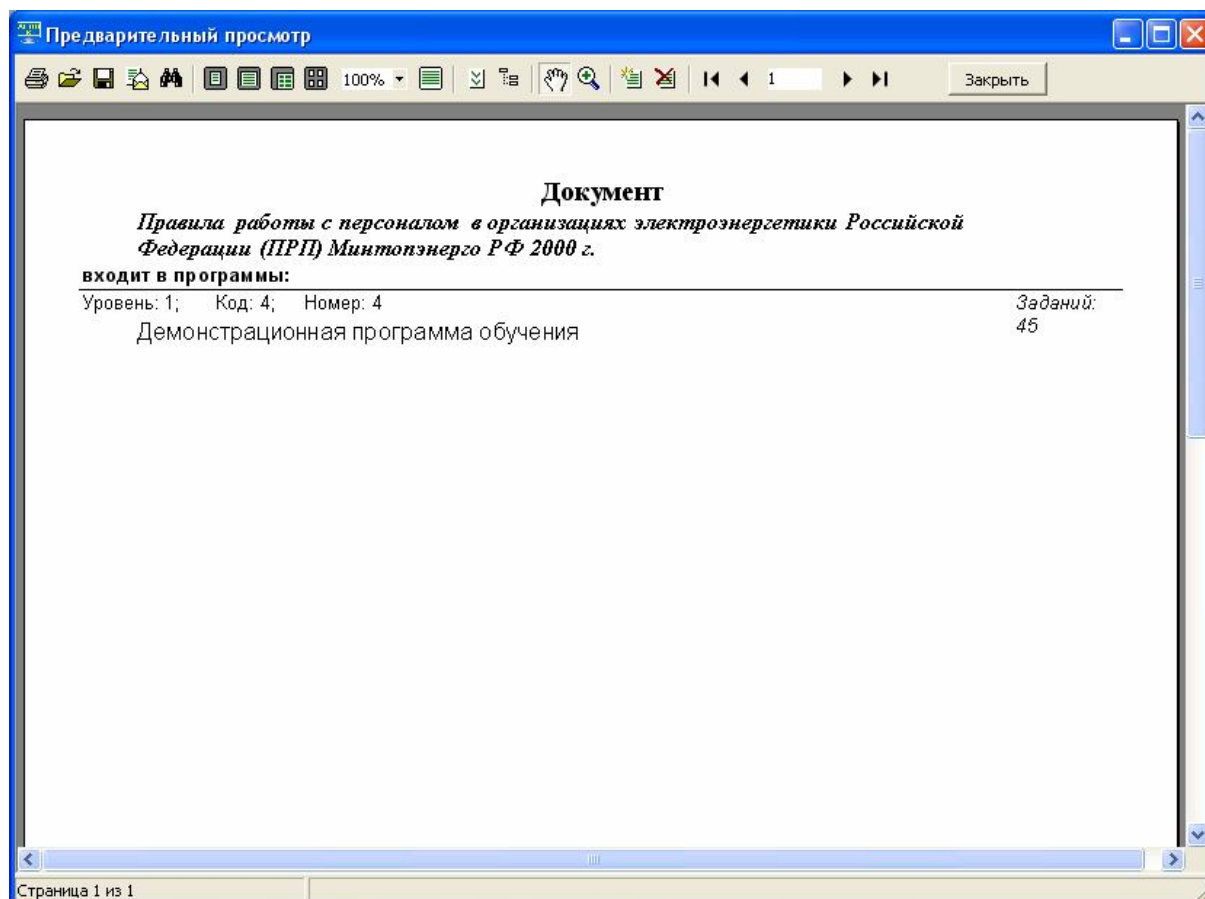 Предварительный просмотр
100% 1 Закрыть
Документ
Правила работы с персоналом в организациях электроэнергетики Российской
Федерации (ПРП) Минтопэнерго РФ 2000 г.
входит в программы:
Уровень: 1; Код: 4; Номер: 4 Заданий:
Демонстрационная программа обучения 45
Страница 1 из 1